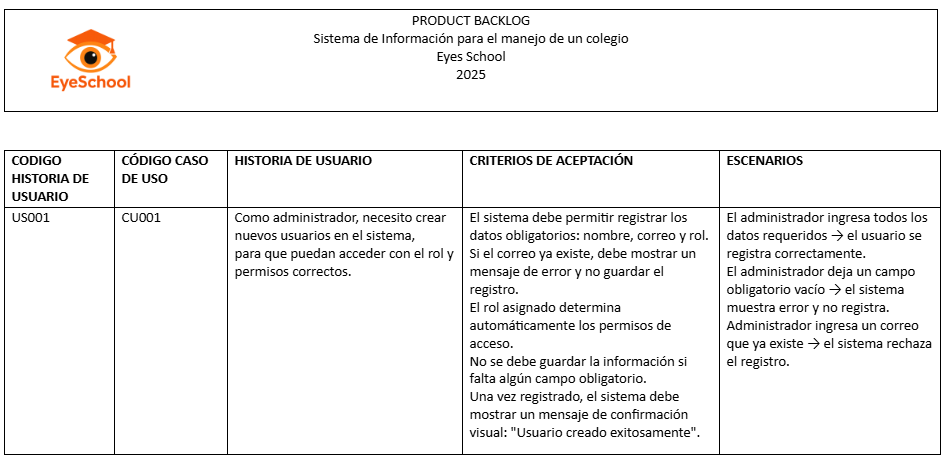 PRODUCT BACKLOG
Sistema de Información para el manejo de un colegio
Eyes School
2025
EyeSchool
CODIGO
HISTORIA DE
USUARIO
CÓDIGO CASO
DE USO
HISTORIA DE USUARIO
CRITERIOS DE ACEPTACIÓN
ESCENARIOS
US001
CU001
Como administrador, necesito crear
nuevos usuarios en el sistema,
para que puedan acceder con el rol y
permisos correctos.
El sistema debe permitir registrar los
datos obligatorios: nombre, correo y rol.
Si el correo ya existe, debe mostrar un
mensaje de error y no guardar el
registro.
El rol asignado determina
automáticamente los permisos de
acceso.
No se debe guardar la información si
falta algún campo obligatorio.
Una vez registrado, el sistema debe
mostrar un mensaje de confirmación
visual: "Usuario creado exitosamente".
El administrador ingresa todos los
datos requeridos → el usuario se
registra correctamente.
El administrador deja un campo
obligatorio vacío → el sistema
muestra error y no registra.
Administrador ingresa un correo
que ya existe → el sistema rechaza
el registro.